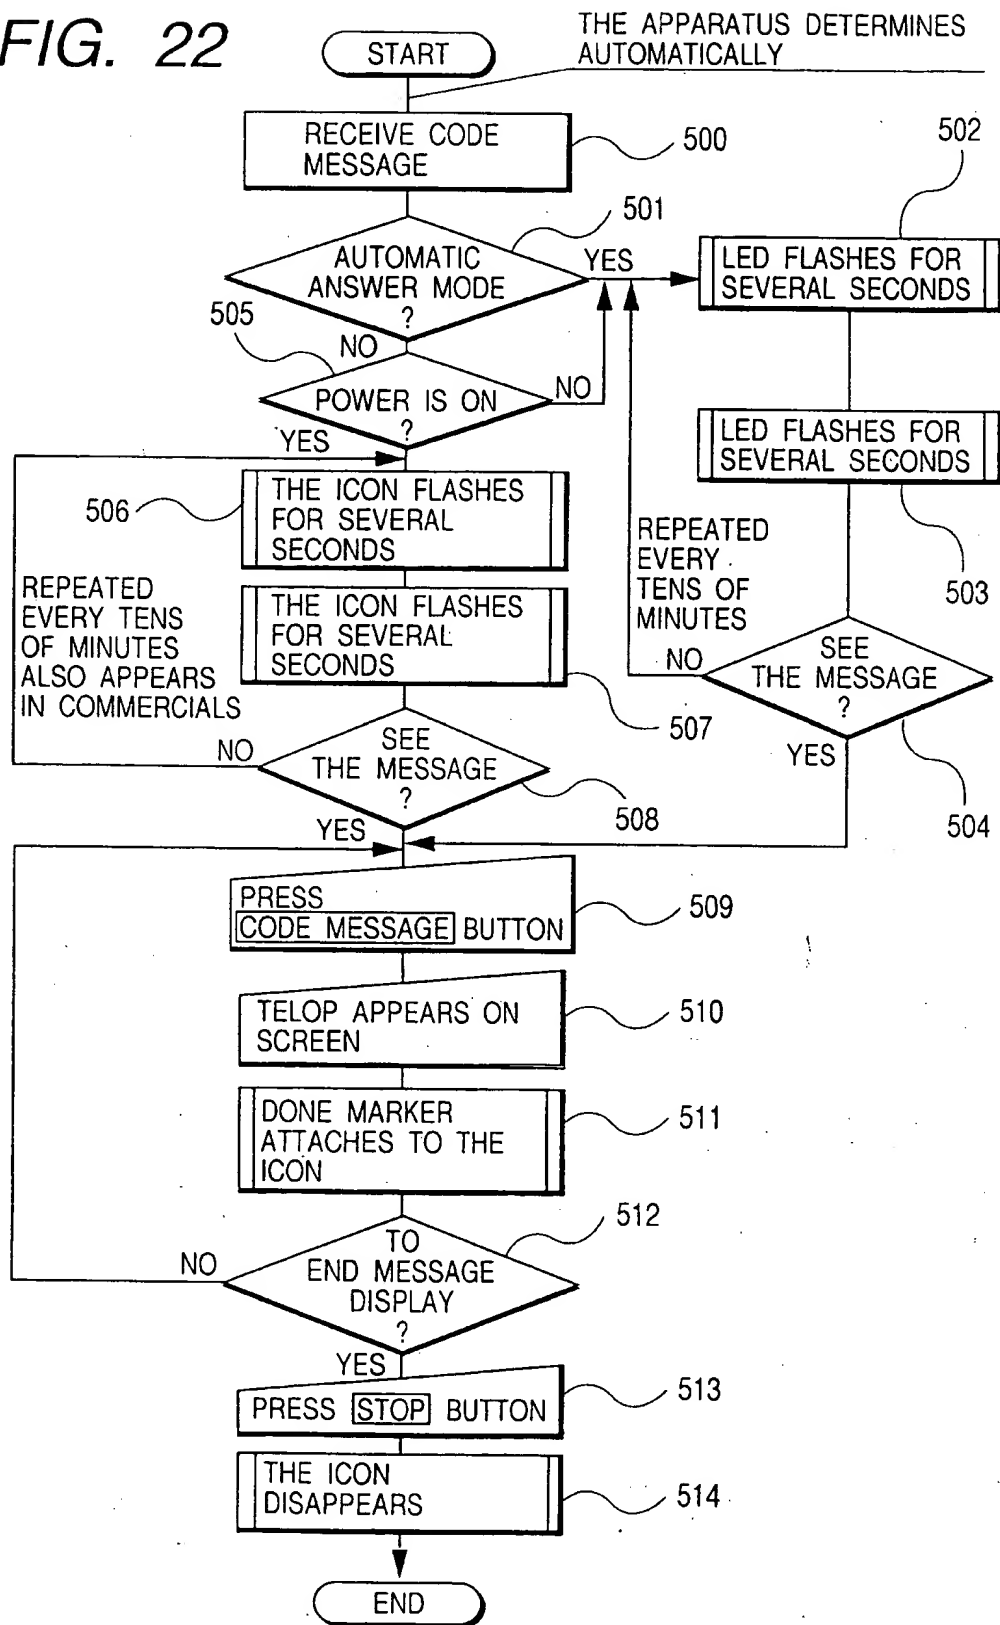 FIG. 22
START
THE APPARATUS DETERMINES
AUTOMATICALLY
RECEIVE CODE
MESSAGE
500
502
501
AUTOMATIC
ANSWER MODE
?
YES
LED FLASHES FOR
SEVERAL SECONDS
505
NO
POWER IS ON
?
NO
YES
LED FLASHES FOR
SEVERAL SECONDS
503
506
THE ICON FLASHES
FOR SEVERAL
SECONDS
REPEATED
EVERY
TENS OF
MINUTES
REPEATED
EVERY TENS
OF MINUTES
ALSO APPEARS
IN COMMERCIALS
THE ICON FLASHES
FOR SEVERAL
SECONDS
507
NO
SEE
THE MESSAGE
?
YES
504
NO
SEE
THE MESSAGE
?
508
YES
PRESS
CODE MESSAGE BUTTON
509
TELOP APPEARS ON
SCREEN
510
DONE MARKER
ATTACHES TO THE
ICON
511
512
NO
TO
END MESSAGE
DISPLAY
?
YES
PRESS STOP BUTTON
513
THE ICON
DISAPPEARS
514
END